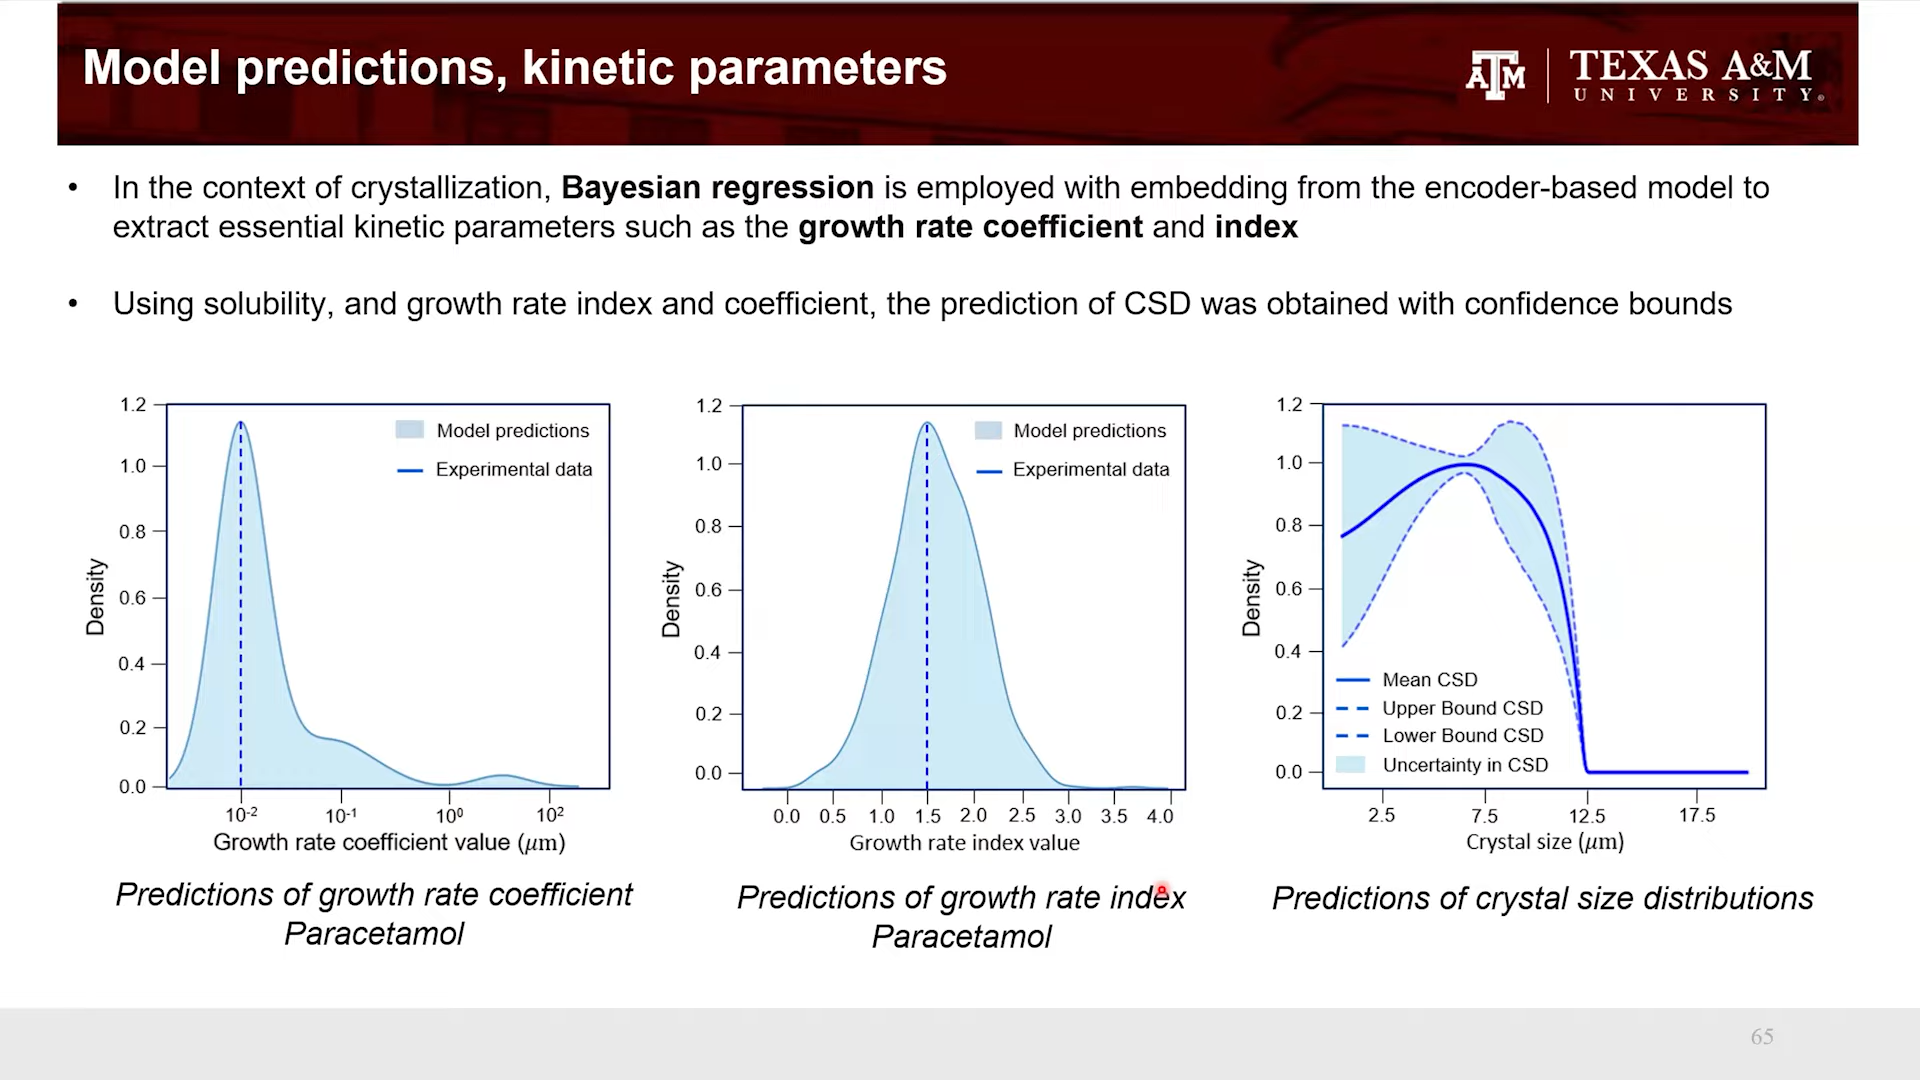 Model predictions, kinetic parameters
ATM
TEXAS A&M
UNIVERSITY®
• In the context of crystallization, Bayesian regression is employed with embedding from the encoder-based model to
extract essential kinetic parameters such as the growth rate coefficient and index
• Using solubility, and growth rate index and coefficient, the prediction of CSD was obtained with confidence bounds
1.2
1.0
0.8
0.6
0.4
0.2
0.0
Density
Model predictions
Experimental data
10⁻² 10⁻¹ 10⁰ 10²
Growth rate coefficient value (μm)
Predictions of growth rate coefficient
Paracetamol
1.2
1.0
0.8
0.6
0.4
0.2
0.0
Density
Model predictions
Experimental data
0.0 0.5 1.0 1.5 2.0 2.5 3.0 3.5 4.0
Growth rate index value
Predictions of growth rate index
Paracetamol
1.2
1.0
0.8
0.6
0.4
0.2
0.0
Density
Mean CSD
Upper Bound CSD
Lower Bound CSD
Uncertainty in CSD
2.5 7.5 12.5 17.5
Crystal size (μm)
Predictions of crystal size distributions
65